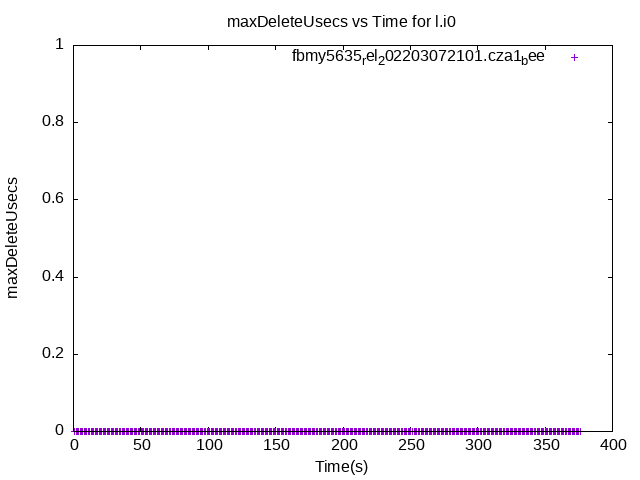 maxDeleteUsecs vs Time for l.i0
fbmy5635rel202203072101.cza1bee
1
0.8
0.6
0.4
0.2
0
maxDeleteUsecs
0 50 100 150 200 250 300 350 400
Time(s)